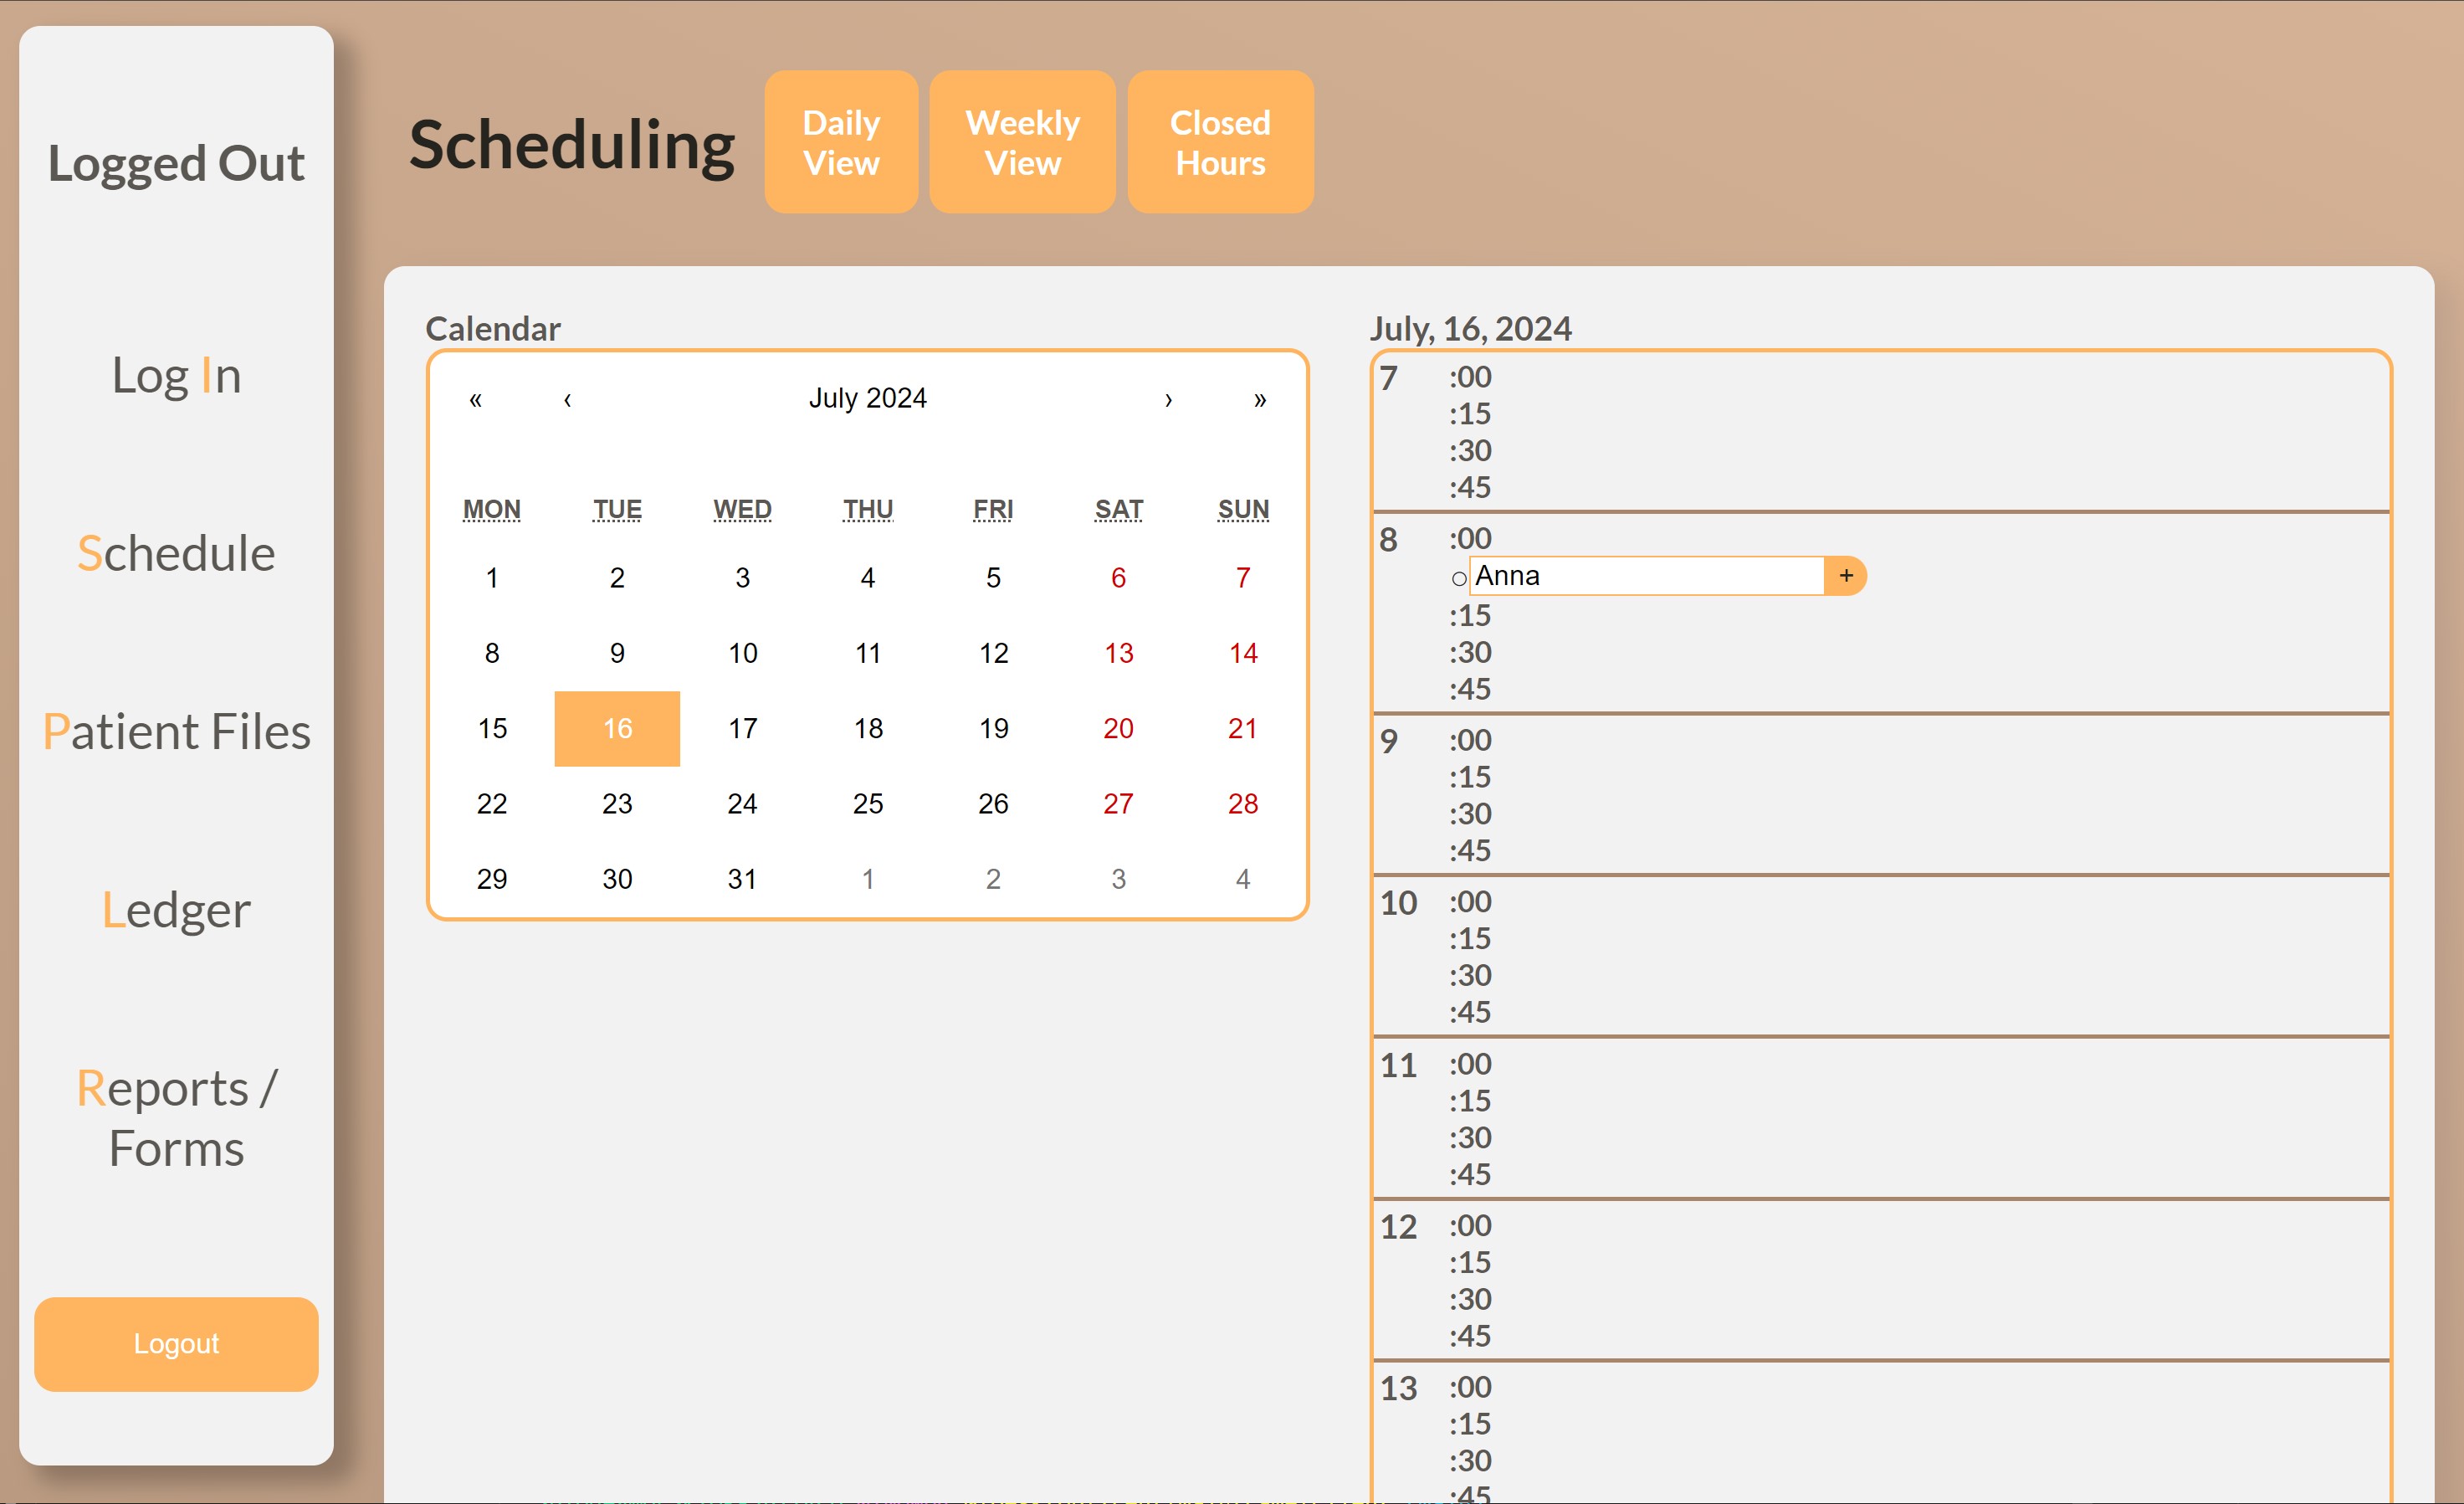 Logged Out
Log In
Schedule
Patient Files
Ledger
Reports /
Forms
Logout
Scheduling
Daily
View
Weekly
View
Closed
Hours
Calendar
« ‹ July 2024 › »
MON TUE WED THU FRI SAT SUN
1 2 3 4 5 6 7
8 9 10 11 12 13 14
15 16 17 18 19 20 21
22 23 24 25 26 27 28
29 30 31 1 2 3 4
July, 16, 2024
7 :00
:15
:30
:45
8 :00
Anna +
:15
:30
:45
9 :00
:15
:30
:45
10 :00
:15
:30
:45
11 :00
:15
:30
:45
12 :00
:15
:30
:45
13 :00
:15
:30
:45